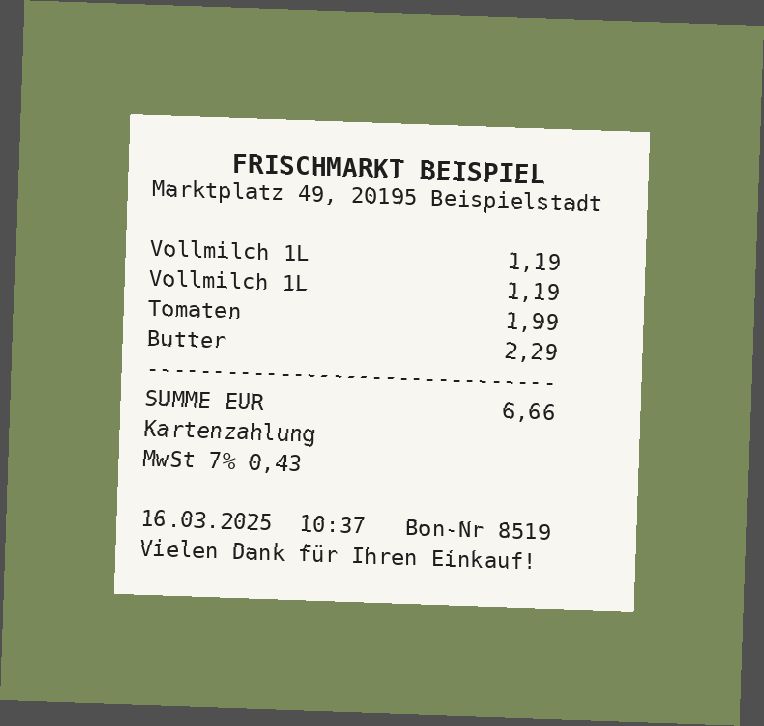 FRISCHMARKT BEISPIEL
Marktplatz 49, 20195 Beispielstadt
Vollmilch 1L 1,19
Vollmilch 1L 1,19
Tomaten 1,99
Butter 2,29
-------------------------------
SUMME EUR 6,66
Kartenzahlung
MwSt 7% 0,43
16.03.2025 10:37 Bon-Nr 8519
Vielen Dank für Ihren Einkauf!